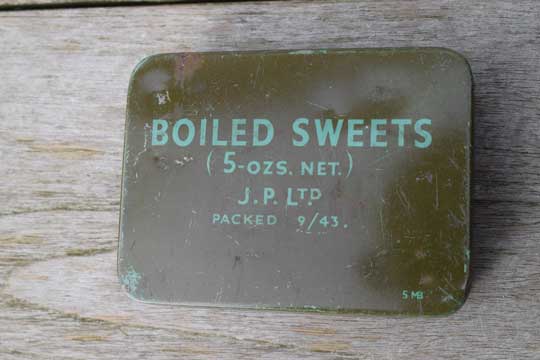 BOILED SWEETS
(5-OZS. NET.)
J.P. LTD
PACKED 9/43.
5 MB